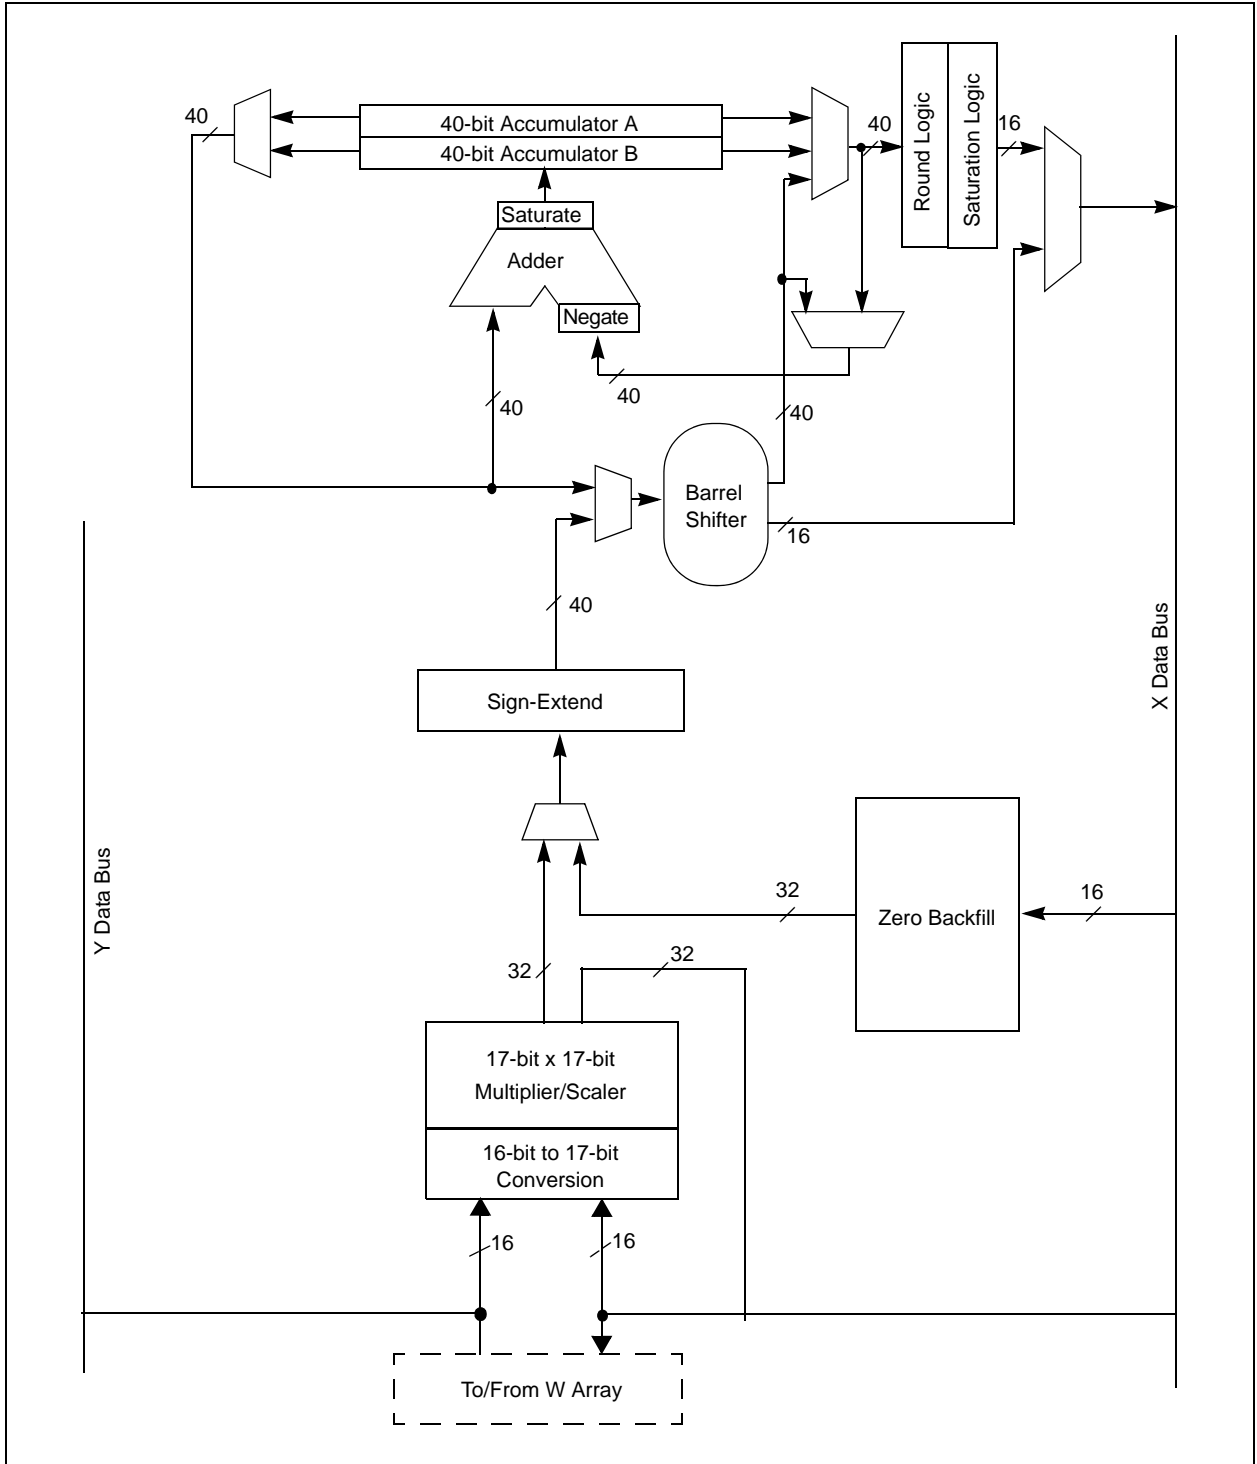 40
40-bit Accumulator A
40-bit Accumulator B
40
Round Logic
Saturation Logic
16
Saturate
Adder
Negate
40
40
40
Barrel
Shifter
16
40
Sign-Extend
X Data Bus
Y Data Bus
32
Zero Backfill
16
32
32
17-bit x 17-bit
Multiplier/Scaler
16-bit to 17-bit
Conversion
16
16
To/From W Array